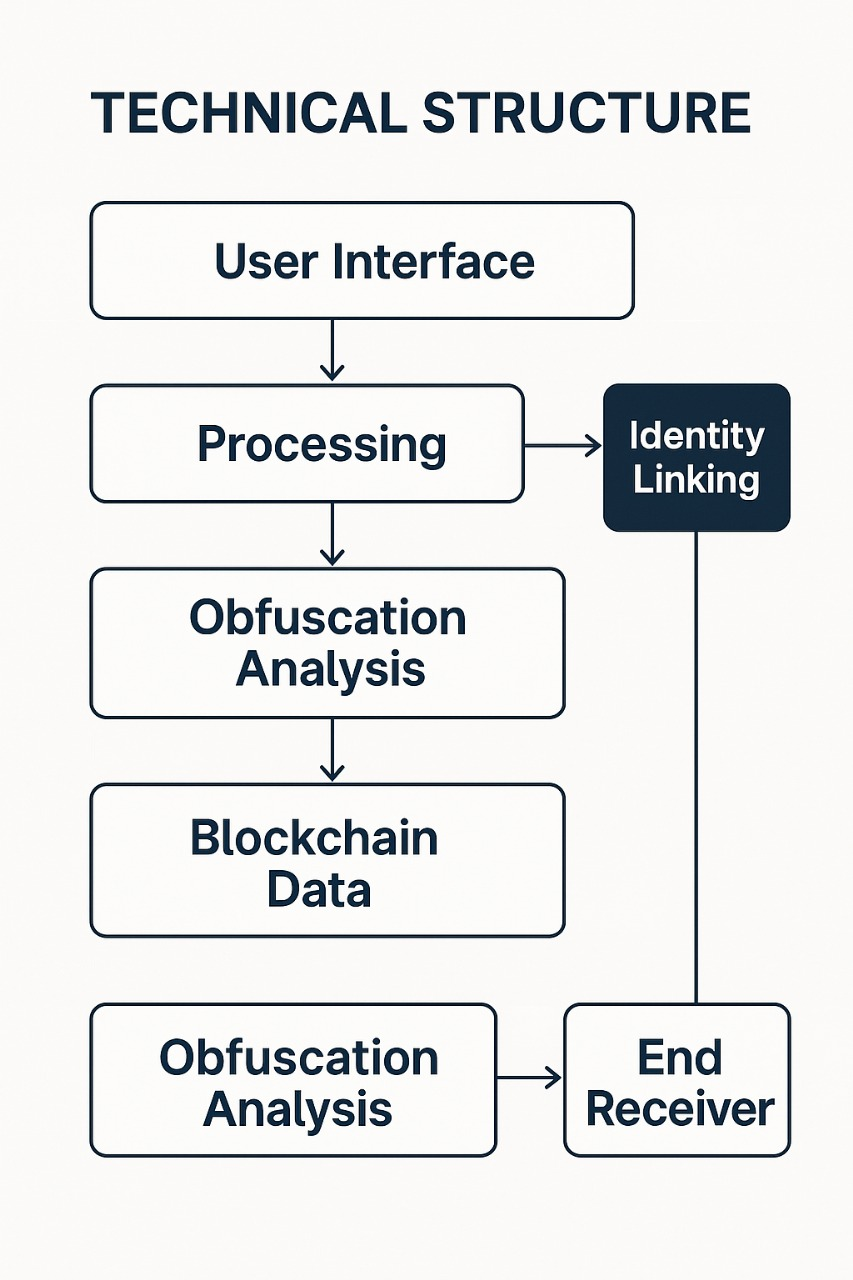 TECHNICAL STRUCTURE
User Interface
Processing
Identity
Linking
Obfuscation
Analysis
Blockchain
Data
Obfuscation
Analysis
End
Receiver